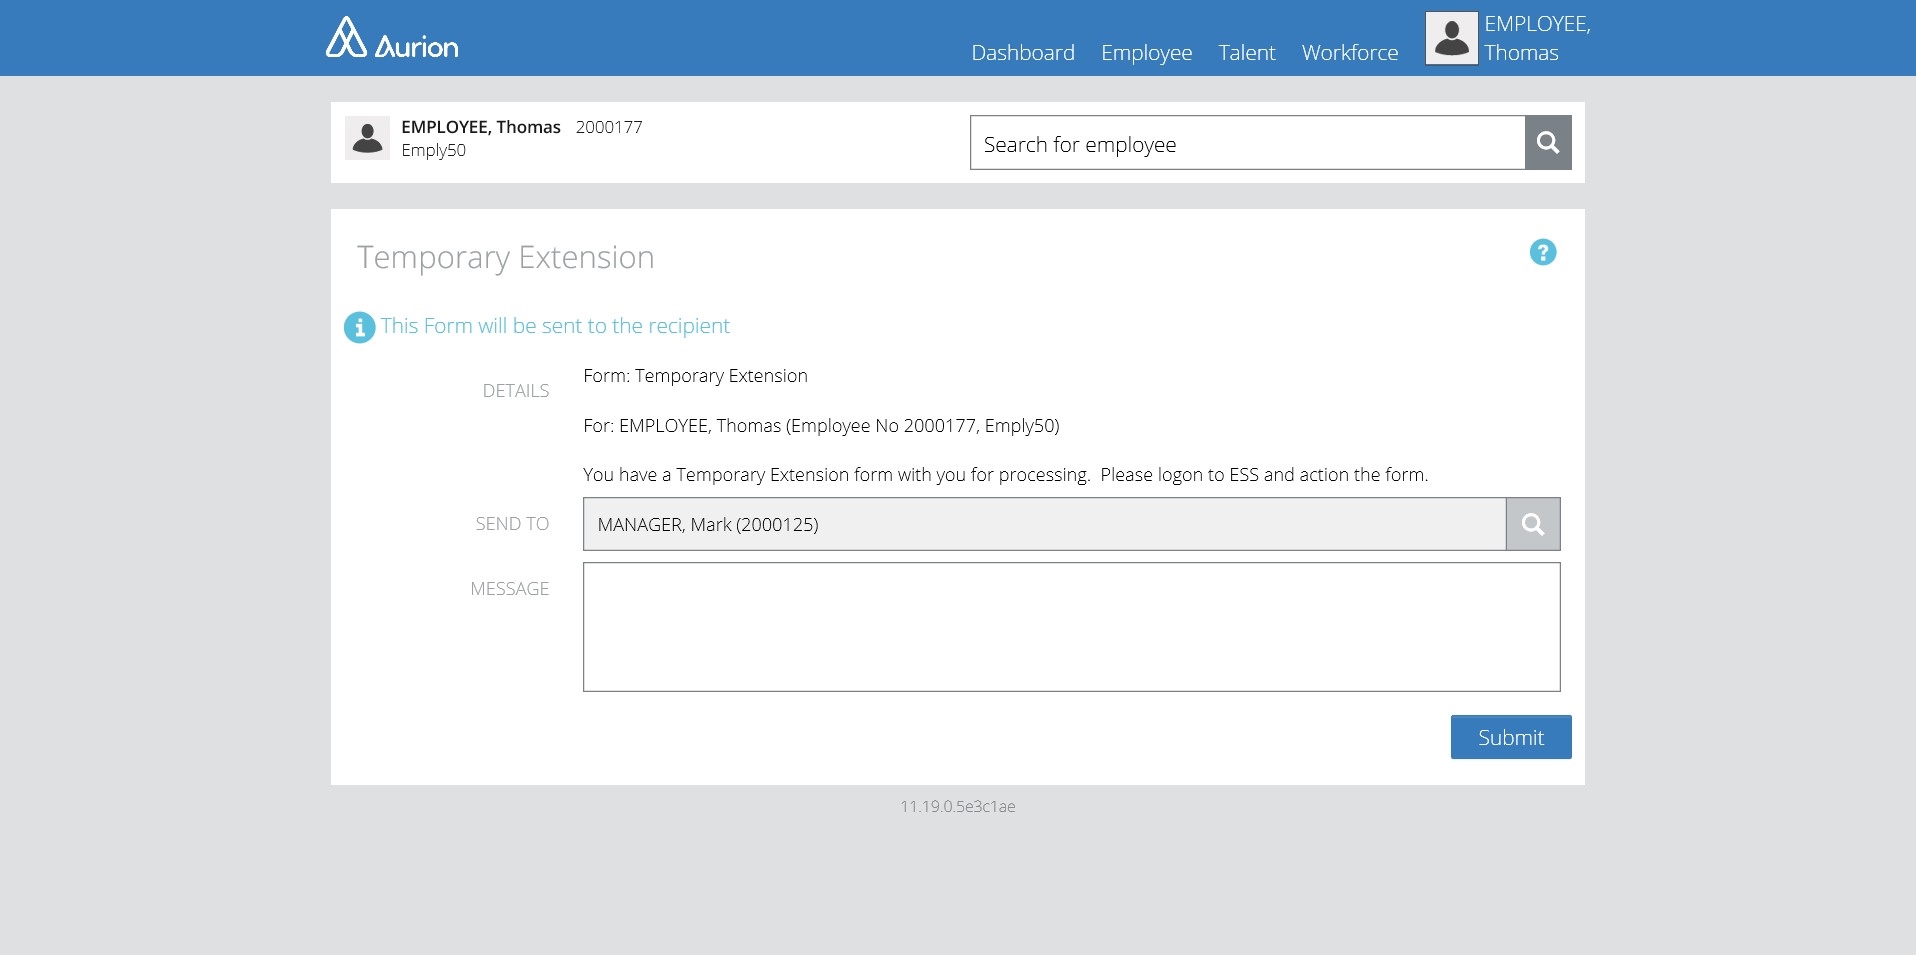 Aurion
Dashboard Employee Talent Workforce
EMPLOYEE,
Thomas
EMPLOYEE, Thomas 2000177
Emply50
Search for employee
Temporary Extension
?
i This Form will be sent to the recipient
DETAILS
Form: Temporary Extension
For: EMPLOYEE, Thomas (Employee No 2000177, Emply50)
You have a Temporary Extension form with you for processing.  Please logon to ESS and action the form.
SEND TO
MANAGER, Mark (2000125)
MESSAGE
Submit
11.19.0.5e3c1ae